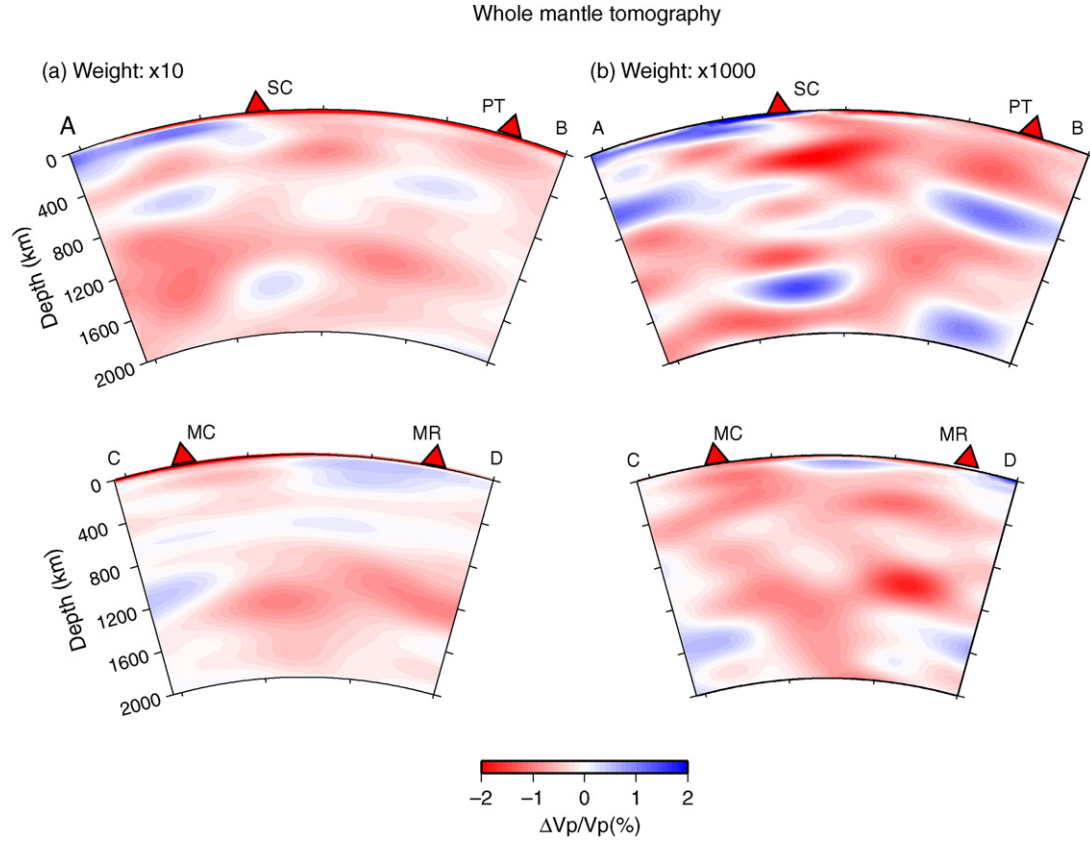 Whole mantle tomography
(a) Weight: x10
(b) Weight: x1000
SC
PT
A
B
SC
PT
A
B
0
400
800
1200
1600
2000
Depth (km)
MC
MR
C
D
MC
MR
C
D
0
400
800
1200
1600
2000
Depth (km)
−2 −1 0 1 2
ΔVp/Vp(%)